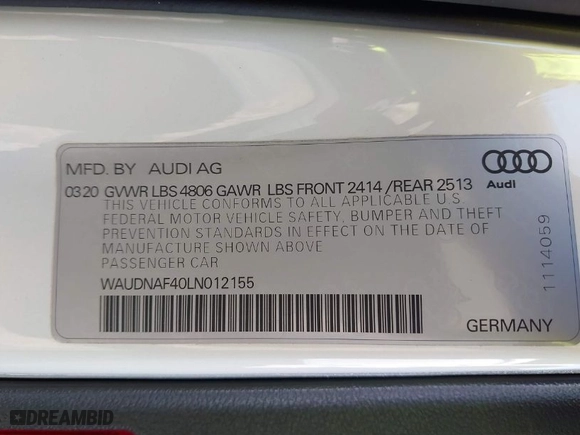 MFD. BY AUDI AG
0320 GVWR LBS 4806 GAWR LBS FRONT 2414 /REAR 2513
THIS VEHICLE CONFORMS TO ALL APPLICABLE U.S.
FEDERAL MOTOR VEHICLE SAFETY, BUMPER AND THEFT
PREVENTION STANDARDS IN EFFECT ON THE DATE OF
MANUFACTURE SHOWN ABOVE
PASSENGER CAR
WAUDNAF40LN012155
Audi
1114059
GERMANY
DREAMBID